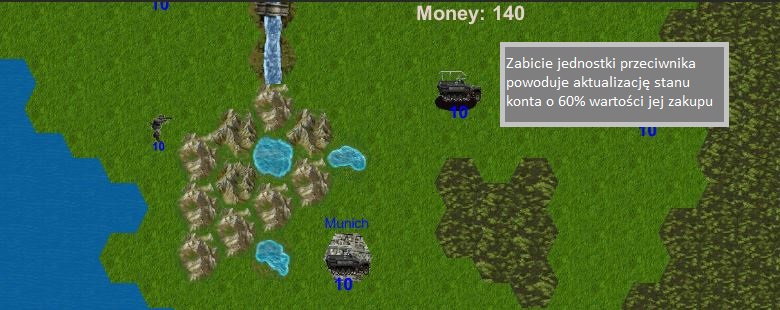 10
Money: 140
Zabicie jednostki przeciwnika
powoduje aktualizację stanu
konta o 60% wartości jej zakupu
10
10
10
Munich
10